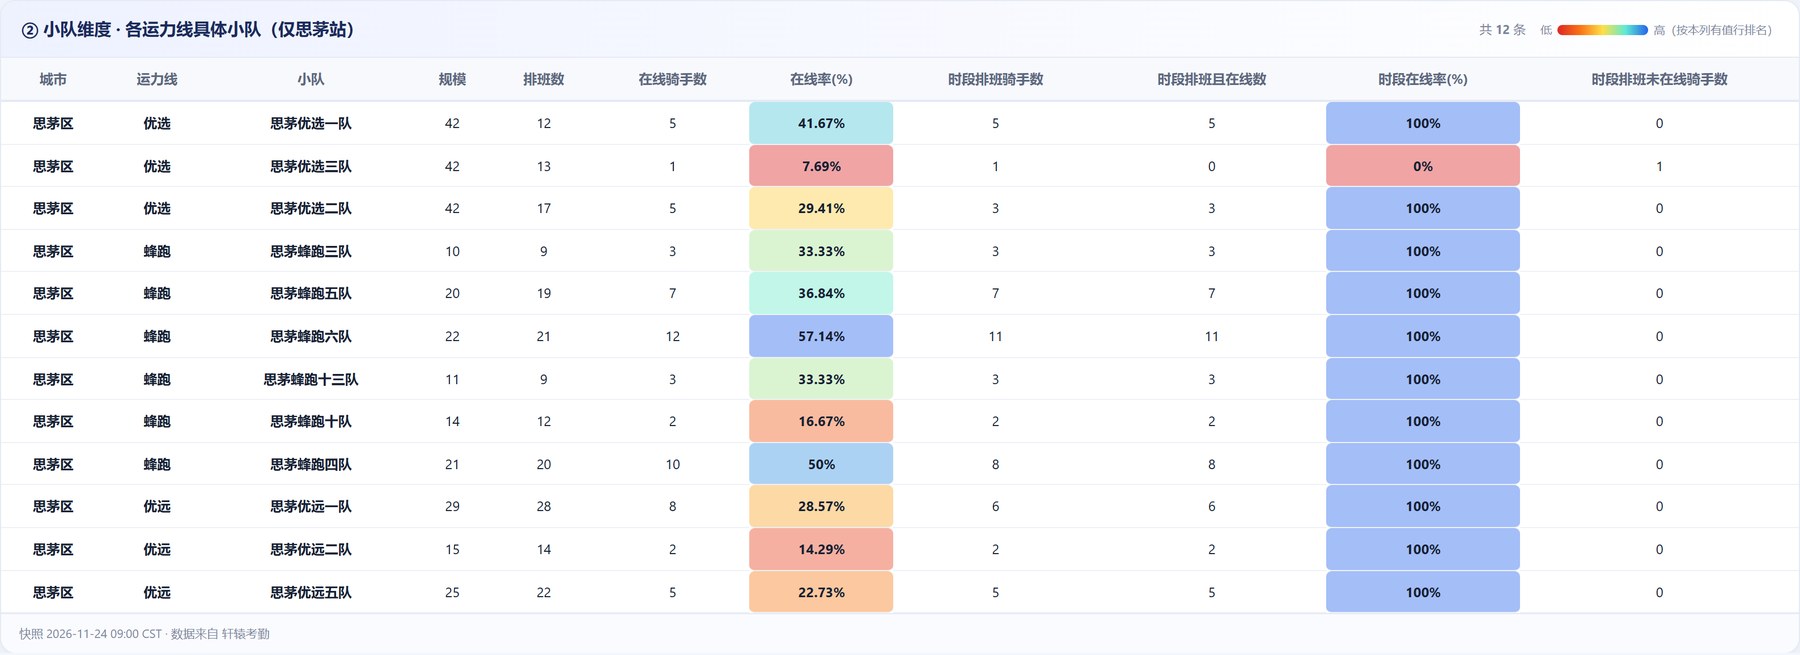 ② 小队维度 · 各运力线具体小队（仅思茅站）
共 12 条 低 高 (按本列有值行排名)
城市 运力线 小队 规模 排班数 在线骑手数 在线率(%) 时段排班骑手数 时段排班且在线数 时段在线率(%) 时段排班未在线骑手数
思茅区 优选 思茅优选一队 42 12 5 41.67% 5 5 100% 0
思茅区 优选 思茅优选三队 42 13 1 7.69% 1 0 0% 1
思茅区 优选 思茅优选二队 42 17 5 29.41% 3 3 100% 0
思茅区 蜂跑 思茅蜂跑三队 10 9 3 33.33% 3 3 100% 0
思茅区 蜂跑 思茅蜂跑五队 20 19 7 36.84% 7 7 100% 0
思茅区 蜂跑 思茅蜂跑六队 22 21 12 57.14% 11 11 100% 0
思茅区 蜂跑 思茅蜂跑十三队 11 9 3 33.33% 3 3 100% 0
思茅区 蜂跑 思茅蜂跑十队 14 12 2 16.67% 2 2 100% 0
思茅区 蜂跑 思茅蜂跑四队 21 20 10 50% 8 8 100% 0
思茅区 优远 思茅优远一队 29 28 8 28.57% 6 6 100% 0
思茅区 优远 思茅优远二队 15 14 2 14.29% 2 2 100% 0
思茅区 优远 思茅优远五队 25 22 5 22.73% 5 5 100% 0
快照 2026-11-24 09:00 CST · 数据来自 轩辕考勤